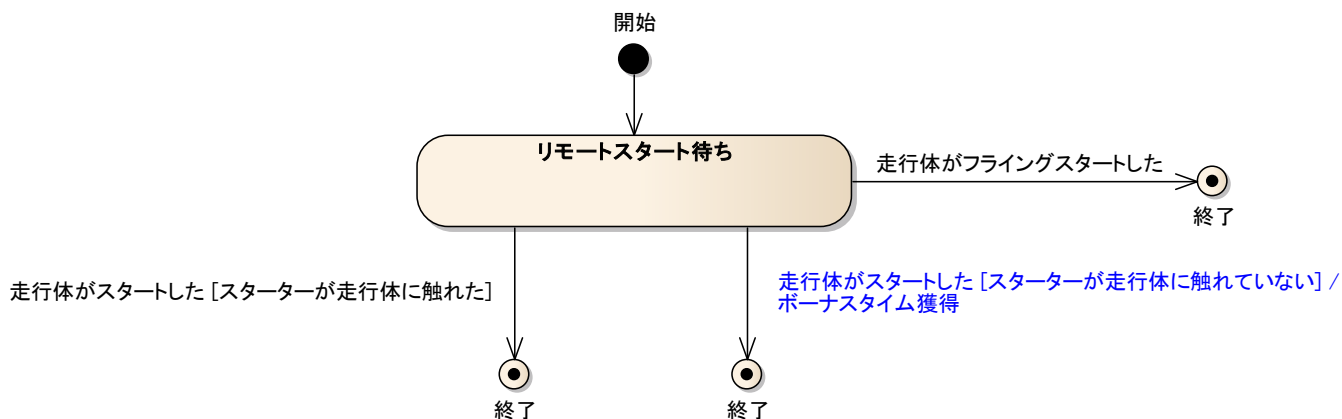 開始
リモートスタート待ち
走行体がフライングスタートした
終了
走行体がスタートした [スターターが走行体に触れた]
走行体がスタートした [スターターが走行体に触れていない] /
ボーナスタイム獲得
終了
終了